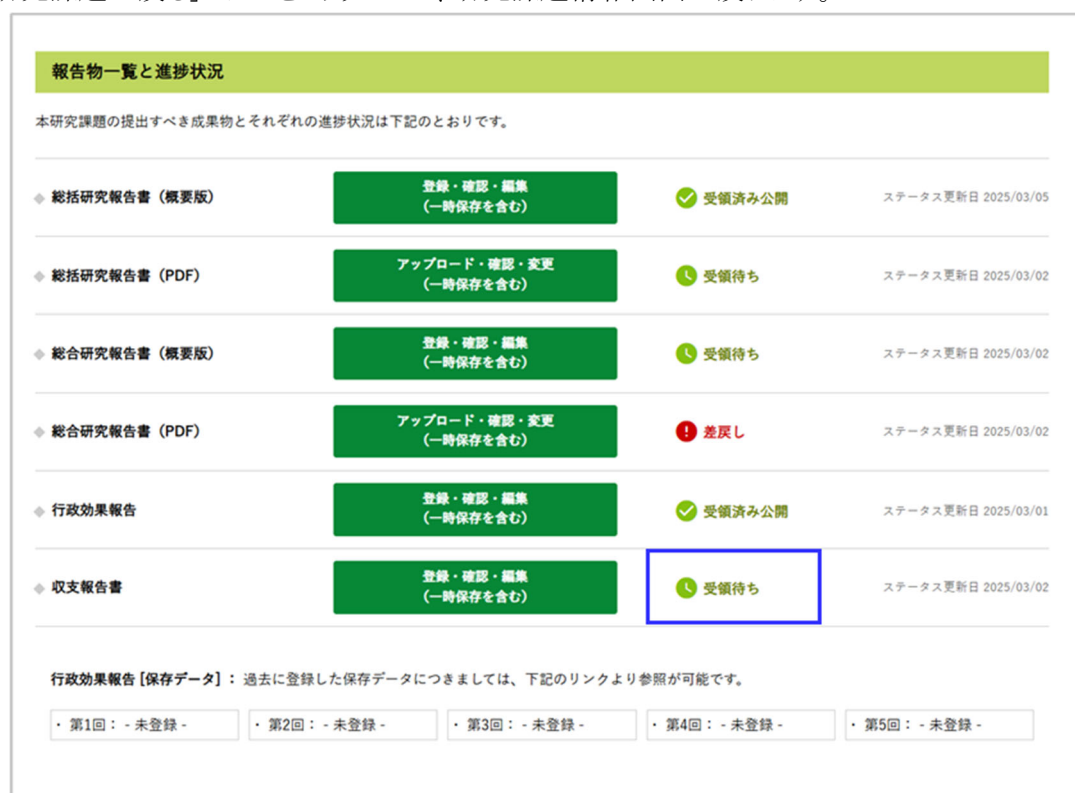 報告物一覧と進捗状況
本研究課題の提出すべき成果物とそれぞれの進捗状況は下記のとおりです。
総括研究報告書（概要版）
登録・確認・編集
（一時保存を含む）
受領済み公開
ステータス更新日 2025/03/05
総括研究報告書（PDF）
アップロード・確認・変更
（一時保存を含む）
受領待ち
ステータス更新日 2025/03/02
総合研究報告書（概要版）
登録・確認・編集
（一時保存を含む）
受領待ち
ステータス更新日 2025/03/02
総合研究報告書（PDF）
アップロード・確認・変更
（一時保存を含む）
差戻し
ステータス更新日 2025/03/02
行政効果報告
登録・確認・編集
（一時保存を含む）
受領済み公開
ステータス更新日 2025/03/01
収支報告書
登録・確認・編集
（一時保存を含む）
受領待ち
ステータス更新日 2025/03/02
行政効果報告 [保存データ] ： 過去に登録した保存データにつきましては、下記のリンクより参照が可能です。
・ 第1回： - 未登録 -
・ 第2回： - 未登録 -
・ 第3回： - 未登録 -
・ 第4回： - 未登録 -
・ 第5回： - 未登録 -